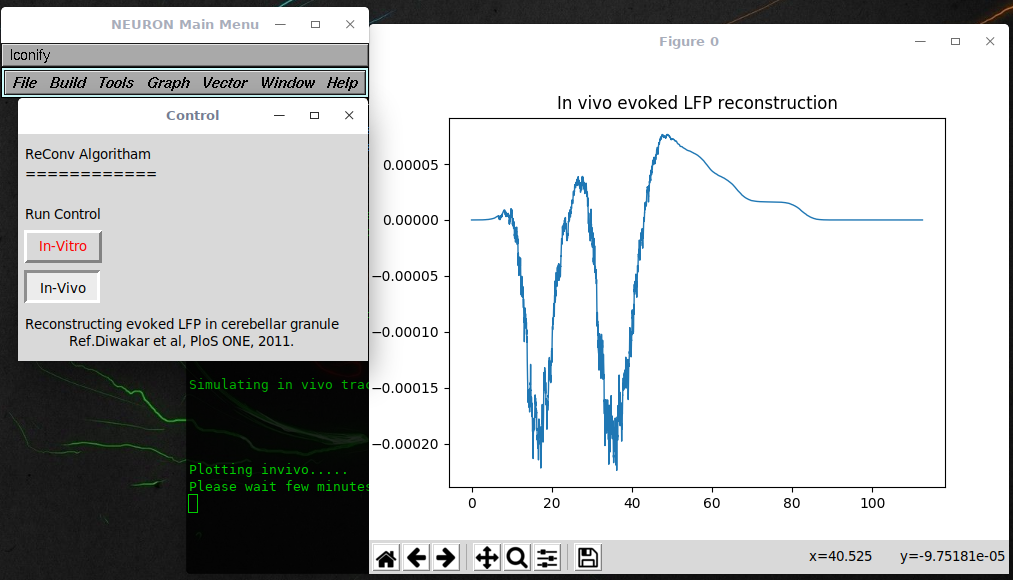 NEURON Main Menu
Iconify
File Build Tools Graph Vector Window Help
Control
ReConv Algoritham
============
Run Control
In-Vitro
In-Vivo
Reconstructing evoked LFP in cerebellar granule
Ref.Diwakar et al, PloS ONE, 2011.
Simulating in vivo
Plotting invivo.....
Please wait few minutes
Figure 0
In vivo evoked LFP reconstruction
0.00005
0.00000
−0.00005
−0.00010
−0.00015
−0.00020
0 20 40 60 80 100
x=40.525 y=-9.75181e-05